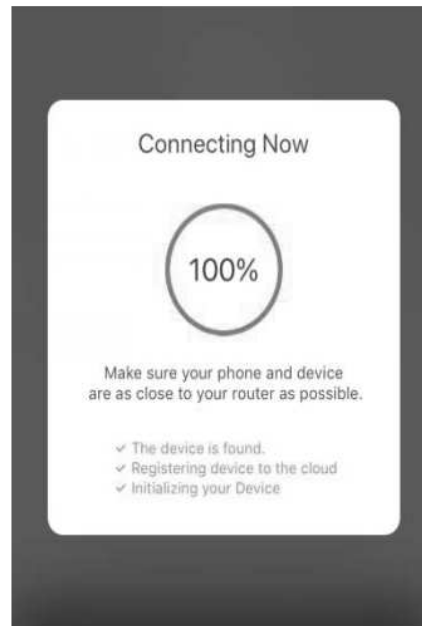 Connecting Now
100%
Make sure your phone and device
are as close to your router as possible.
✓ The device is found.
✓ Registering device to the cloud
✓ Initializing your Device